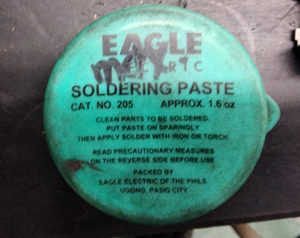 EAGLE
SOLDERING PASTE
CAT. NO. 205 APPROX. 1.6 oz
CLEAN PARTS TO BE SOLDERED
PUT PASTE ON SPARINGLY
THEN APPLY SOLDER WITH IRON OR TORCH
READ PRECAUTIONARY MEASURES
ON THE REVERSE SIDE BEFORE USE
PACKED BY
EAGLE ELECTRIC OF THE PHILS.
UGONG, PASIG CITY